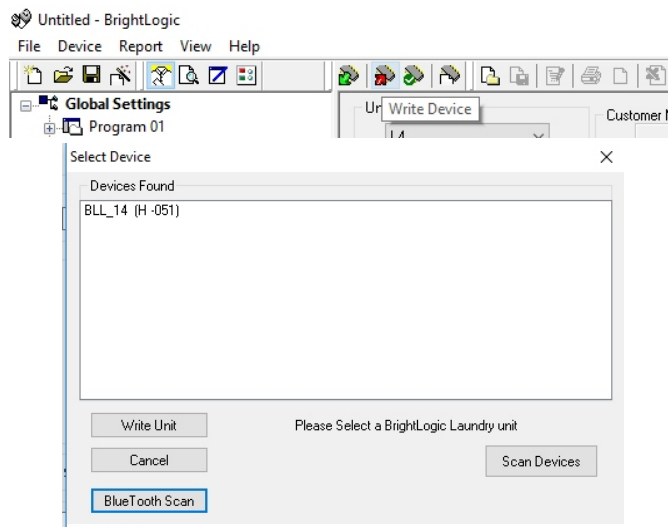 Untitled - BrightLogic
File Device Report View Help
Global Settings
Program 01
Write Device
Customer
Select Device
Devices Found
BLL_14 (H -051)
Write Unit
Please Select a BrightLogic Laundry unit
Cancel
Scan Devices
BlueTooth Scan